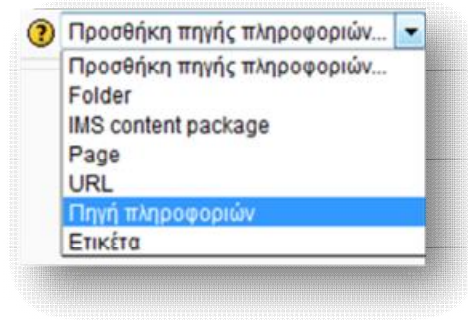 Προσθήκη πηγής πληροφοριών...
Προσθήκη πηγής πληροφοριών...
Folder
IMS content package
Page
URL
Πηγή πληροφοριών
Ετικέτα